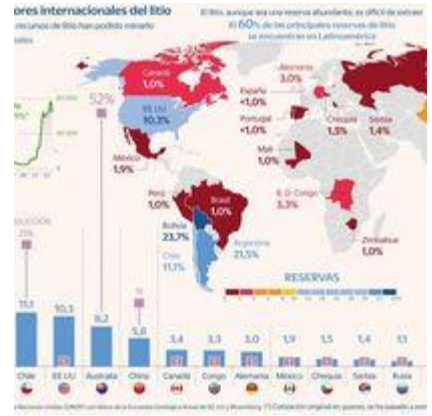 ores internacionales del litio
recursos de litio han podido minarlo
El litio, aunque sea una reserva abundante, es difícil de extraer
El 60% de las principales reservas de litio
se encuentran en Latinoamérica
52%
Canadá
1,0%
EE UU
10,3%
México
1,9%
Perú
1,0%
Brasil
1,0%
Bolivia
23,7%
Chile
11,1%
Argentina
21,5%
Alemania
3,0%
España
<1,0%
Portugal
<1,0%
Chequia
1,5%
Serbia
1,4%
Mali
1,0%
R. D. Congo
3,3%
Zimbabue
1,0%
RESERVAS
11,1
10,3
8,2
5,8
3,4
3,3
3,0
1,9
1,5
1,4
1,3
Chile
EE UU
Australia
China
Canadá
Congo
Alemania
México
Chequia
Serbia
Rusia